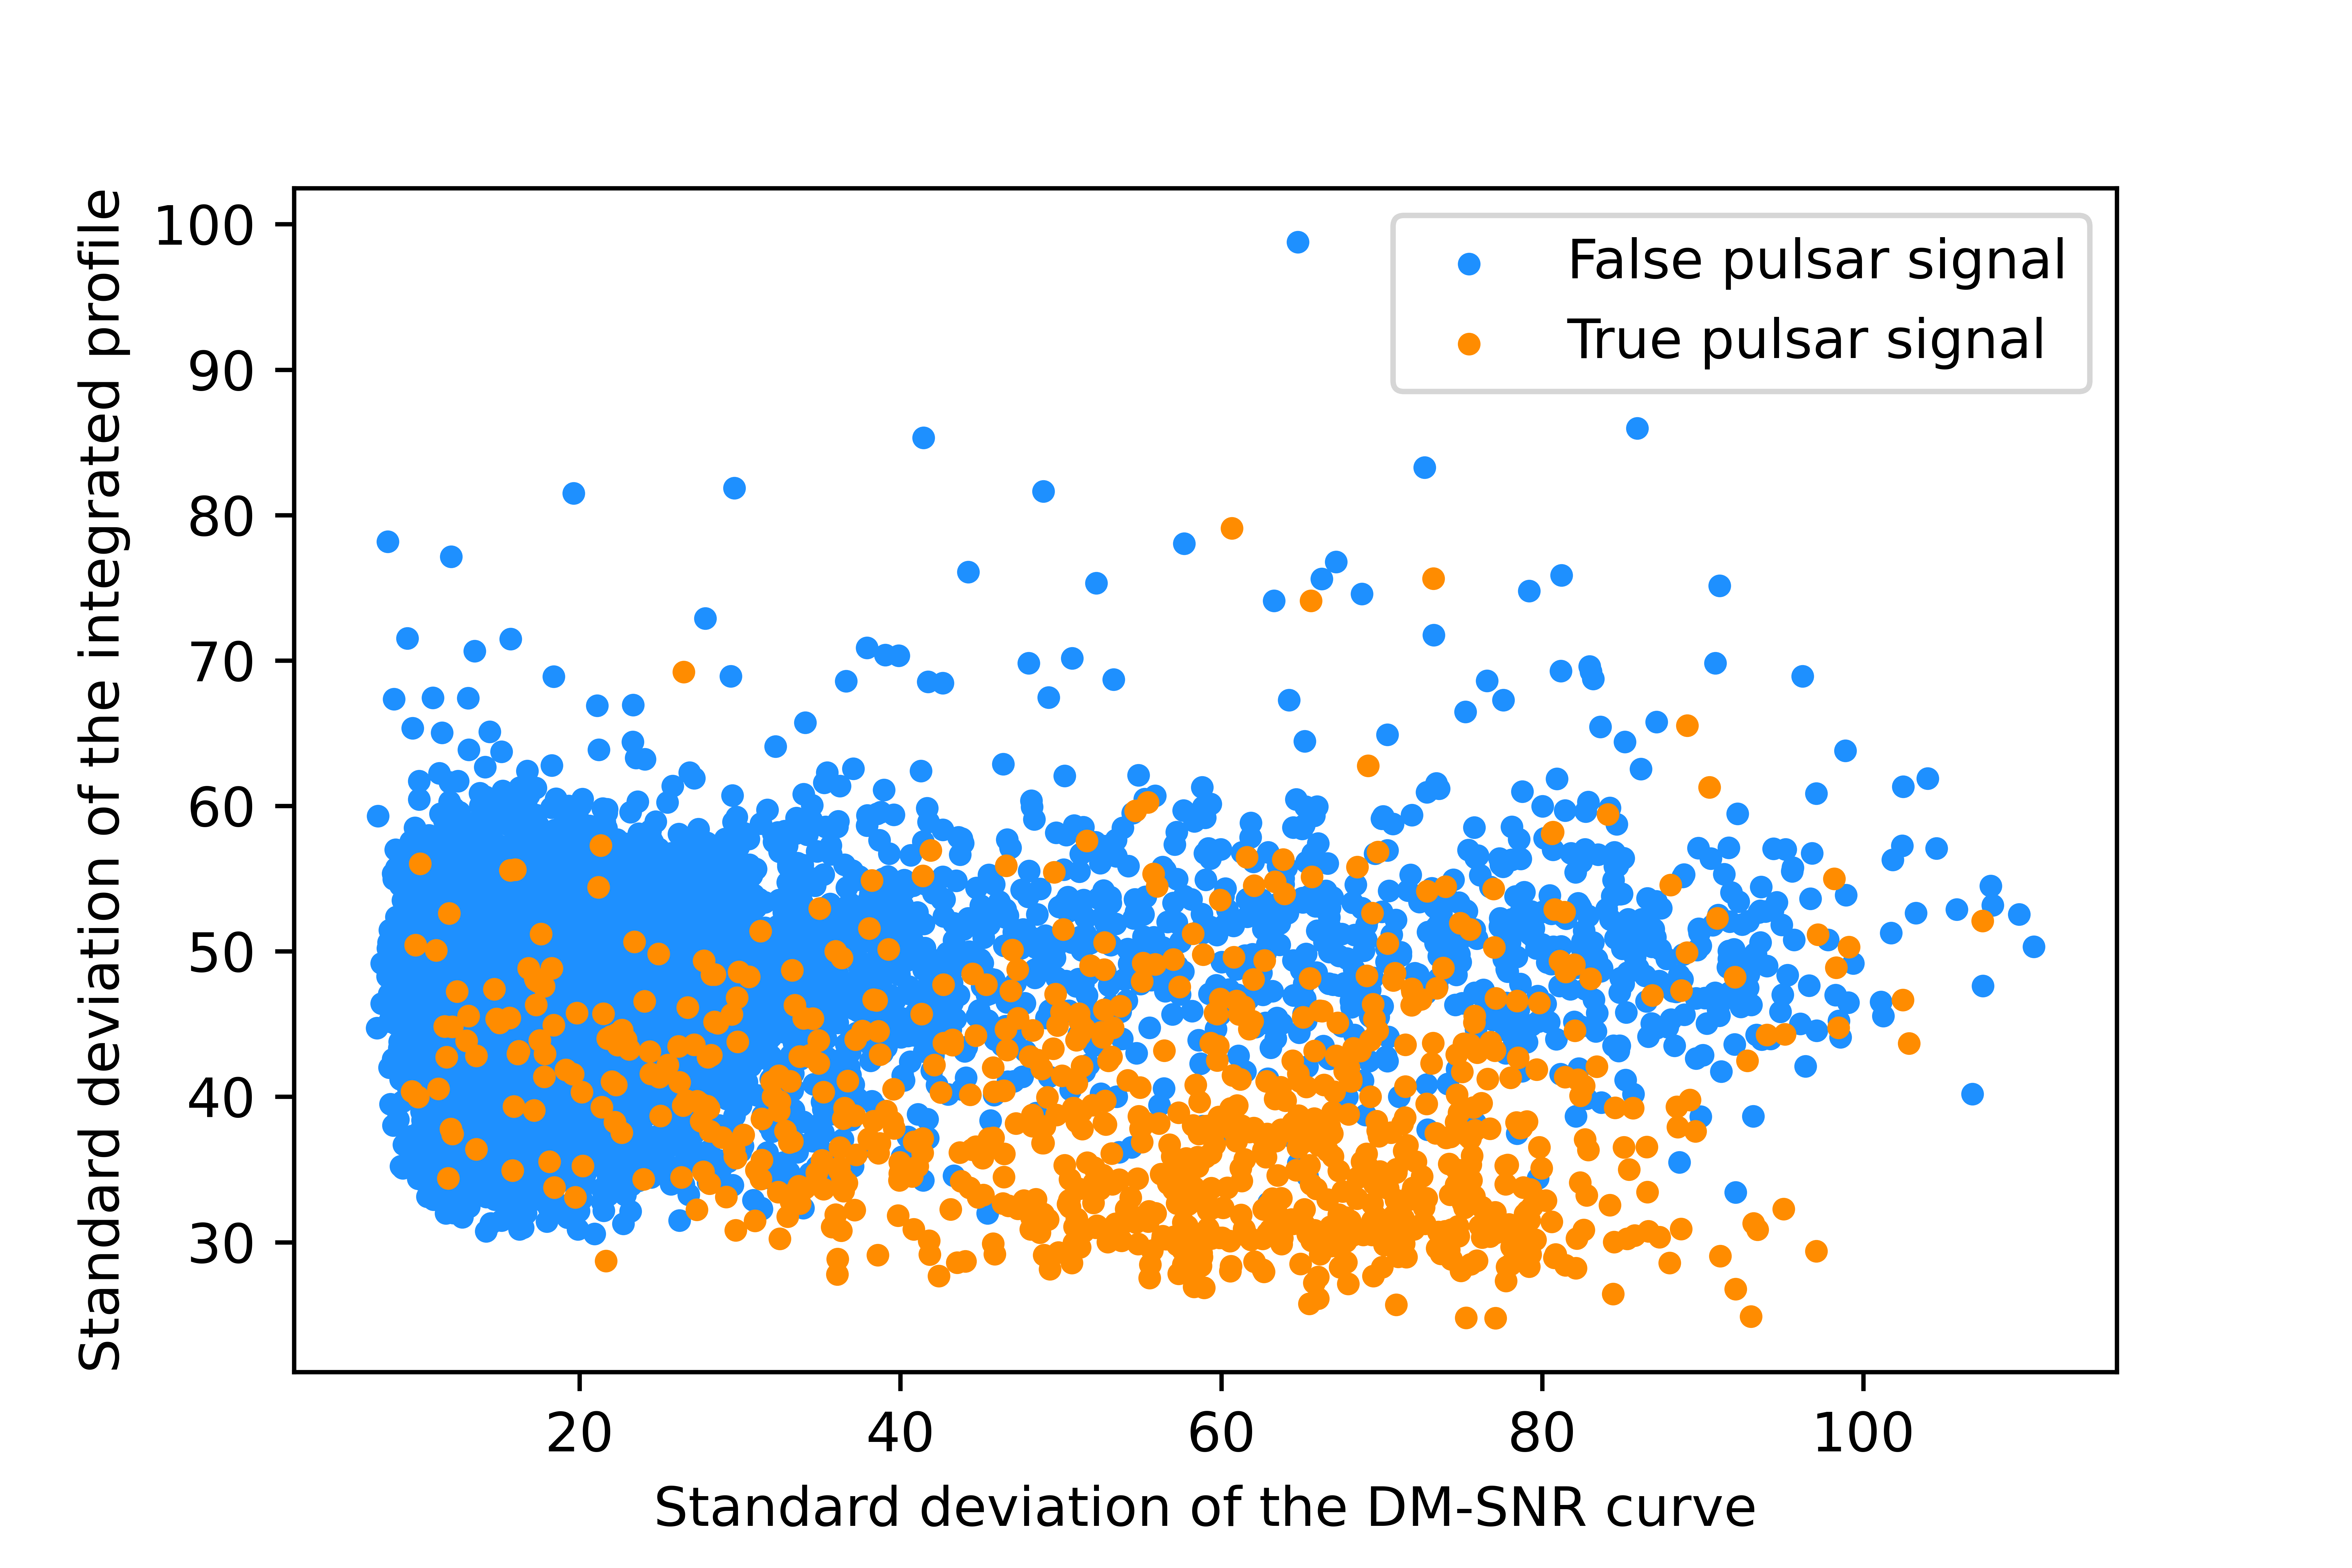 Standard deviation of the integrated profile
100
90
80
70
60
50
40
30
False pulsar signal
True pulsar signal
20 40 60 80 100
Standard deviation of the DM-SNR curve